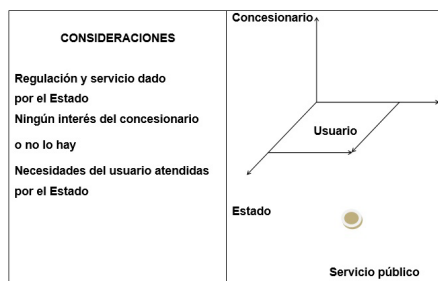 CONSIDERACIONES
Regulación y servicio dado
por el Estado
Ningún interés del concesionario
o no lo hay
Necesidades del usuario atendidas
por el Estado
Concesionario
Usuario
Estado
Servicio público